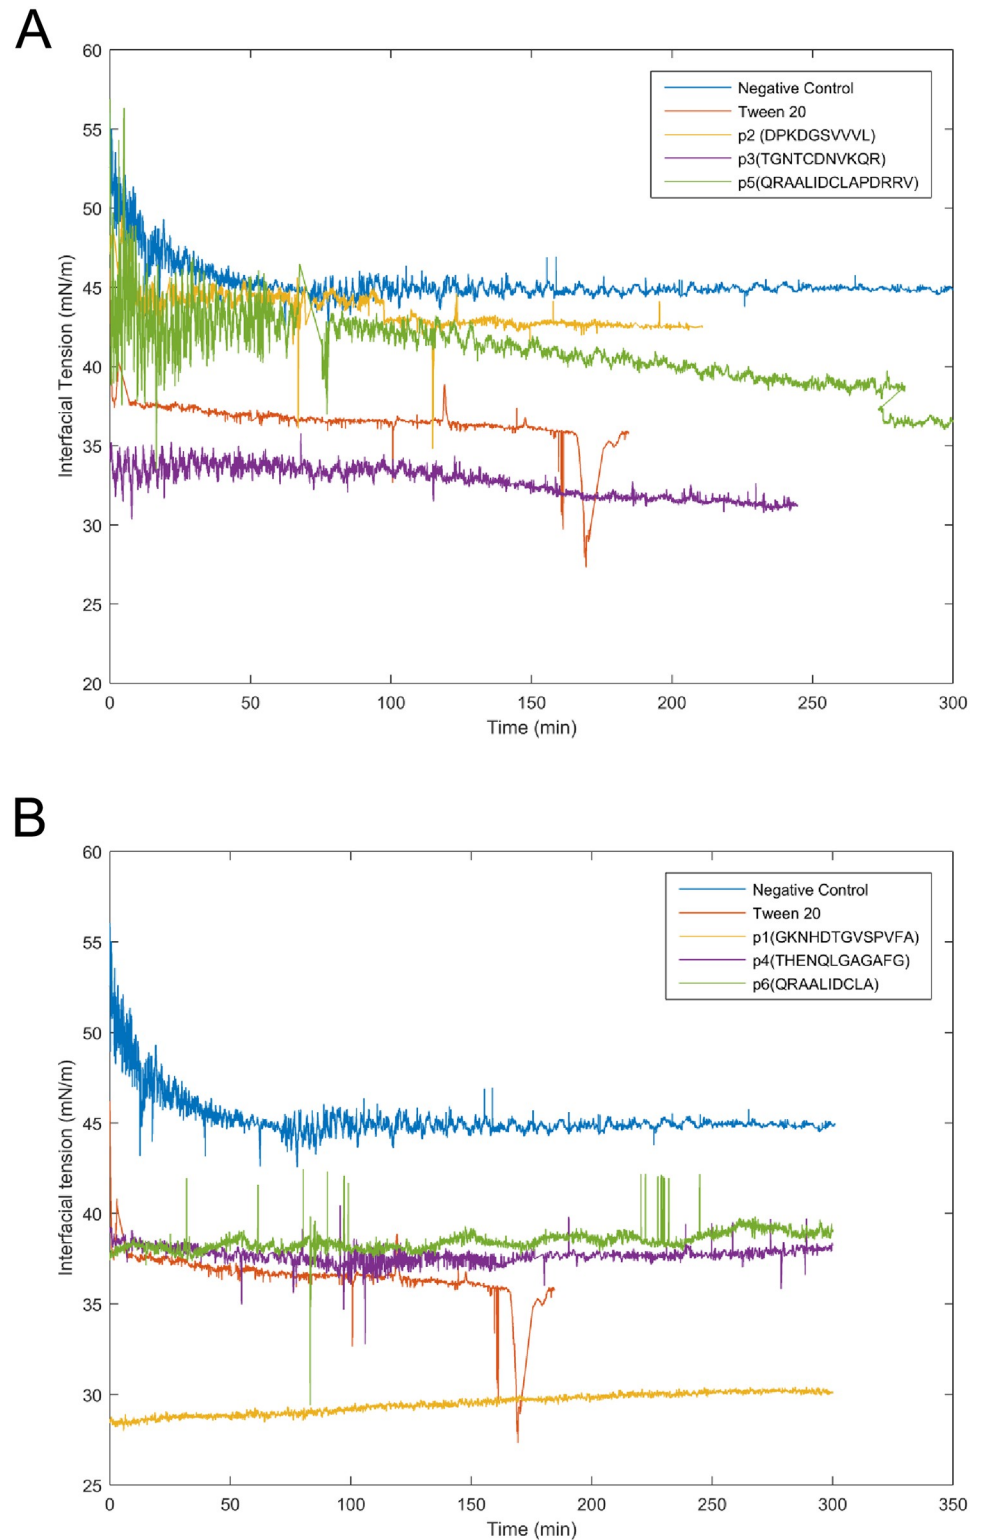 A
60
55
50
45
40
35
30
25
20
Interfacial Tension (mN/m)
Negative Control
Tween 20
p2 (DPKDGSVVVL)
p3(TGNTCDNVKQR)
p5(QRAALIDCLAPDRRV)
0 50 100 150 200 250 300
Time (min)
B
60
55
50
45
40
35
30
25
Interfacial tension (mN/m)
Negative Control
Tween 20
p1(GKNHDTGVSPVFA)
p4(THENQLGAGAFG)
p6(QRAALIDCLA)
0 50 100 150 200 250 300 350
Time (min)